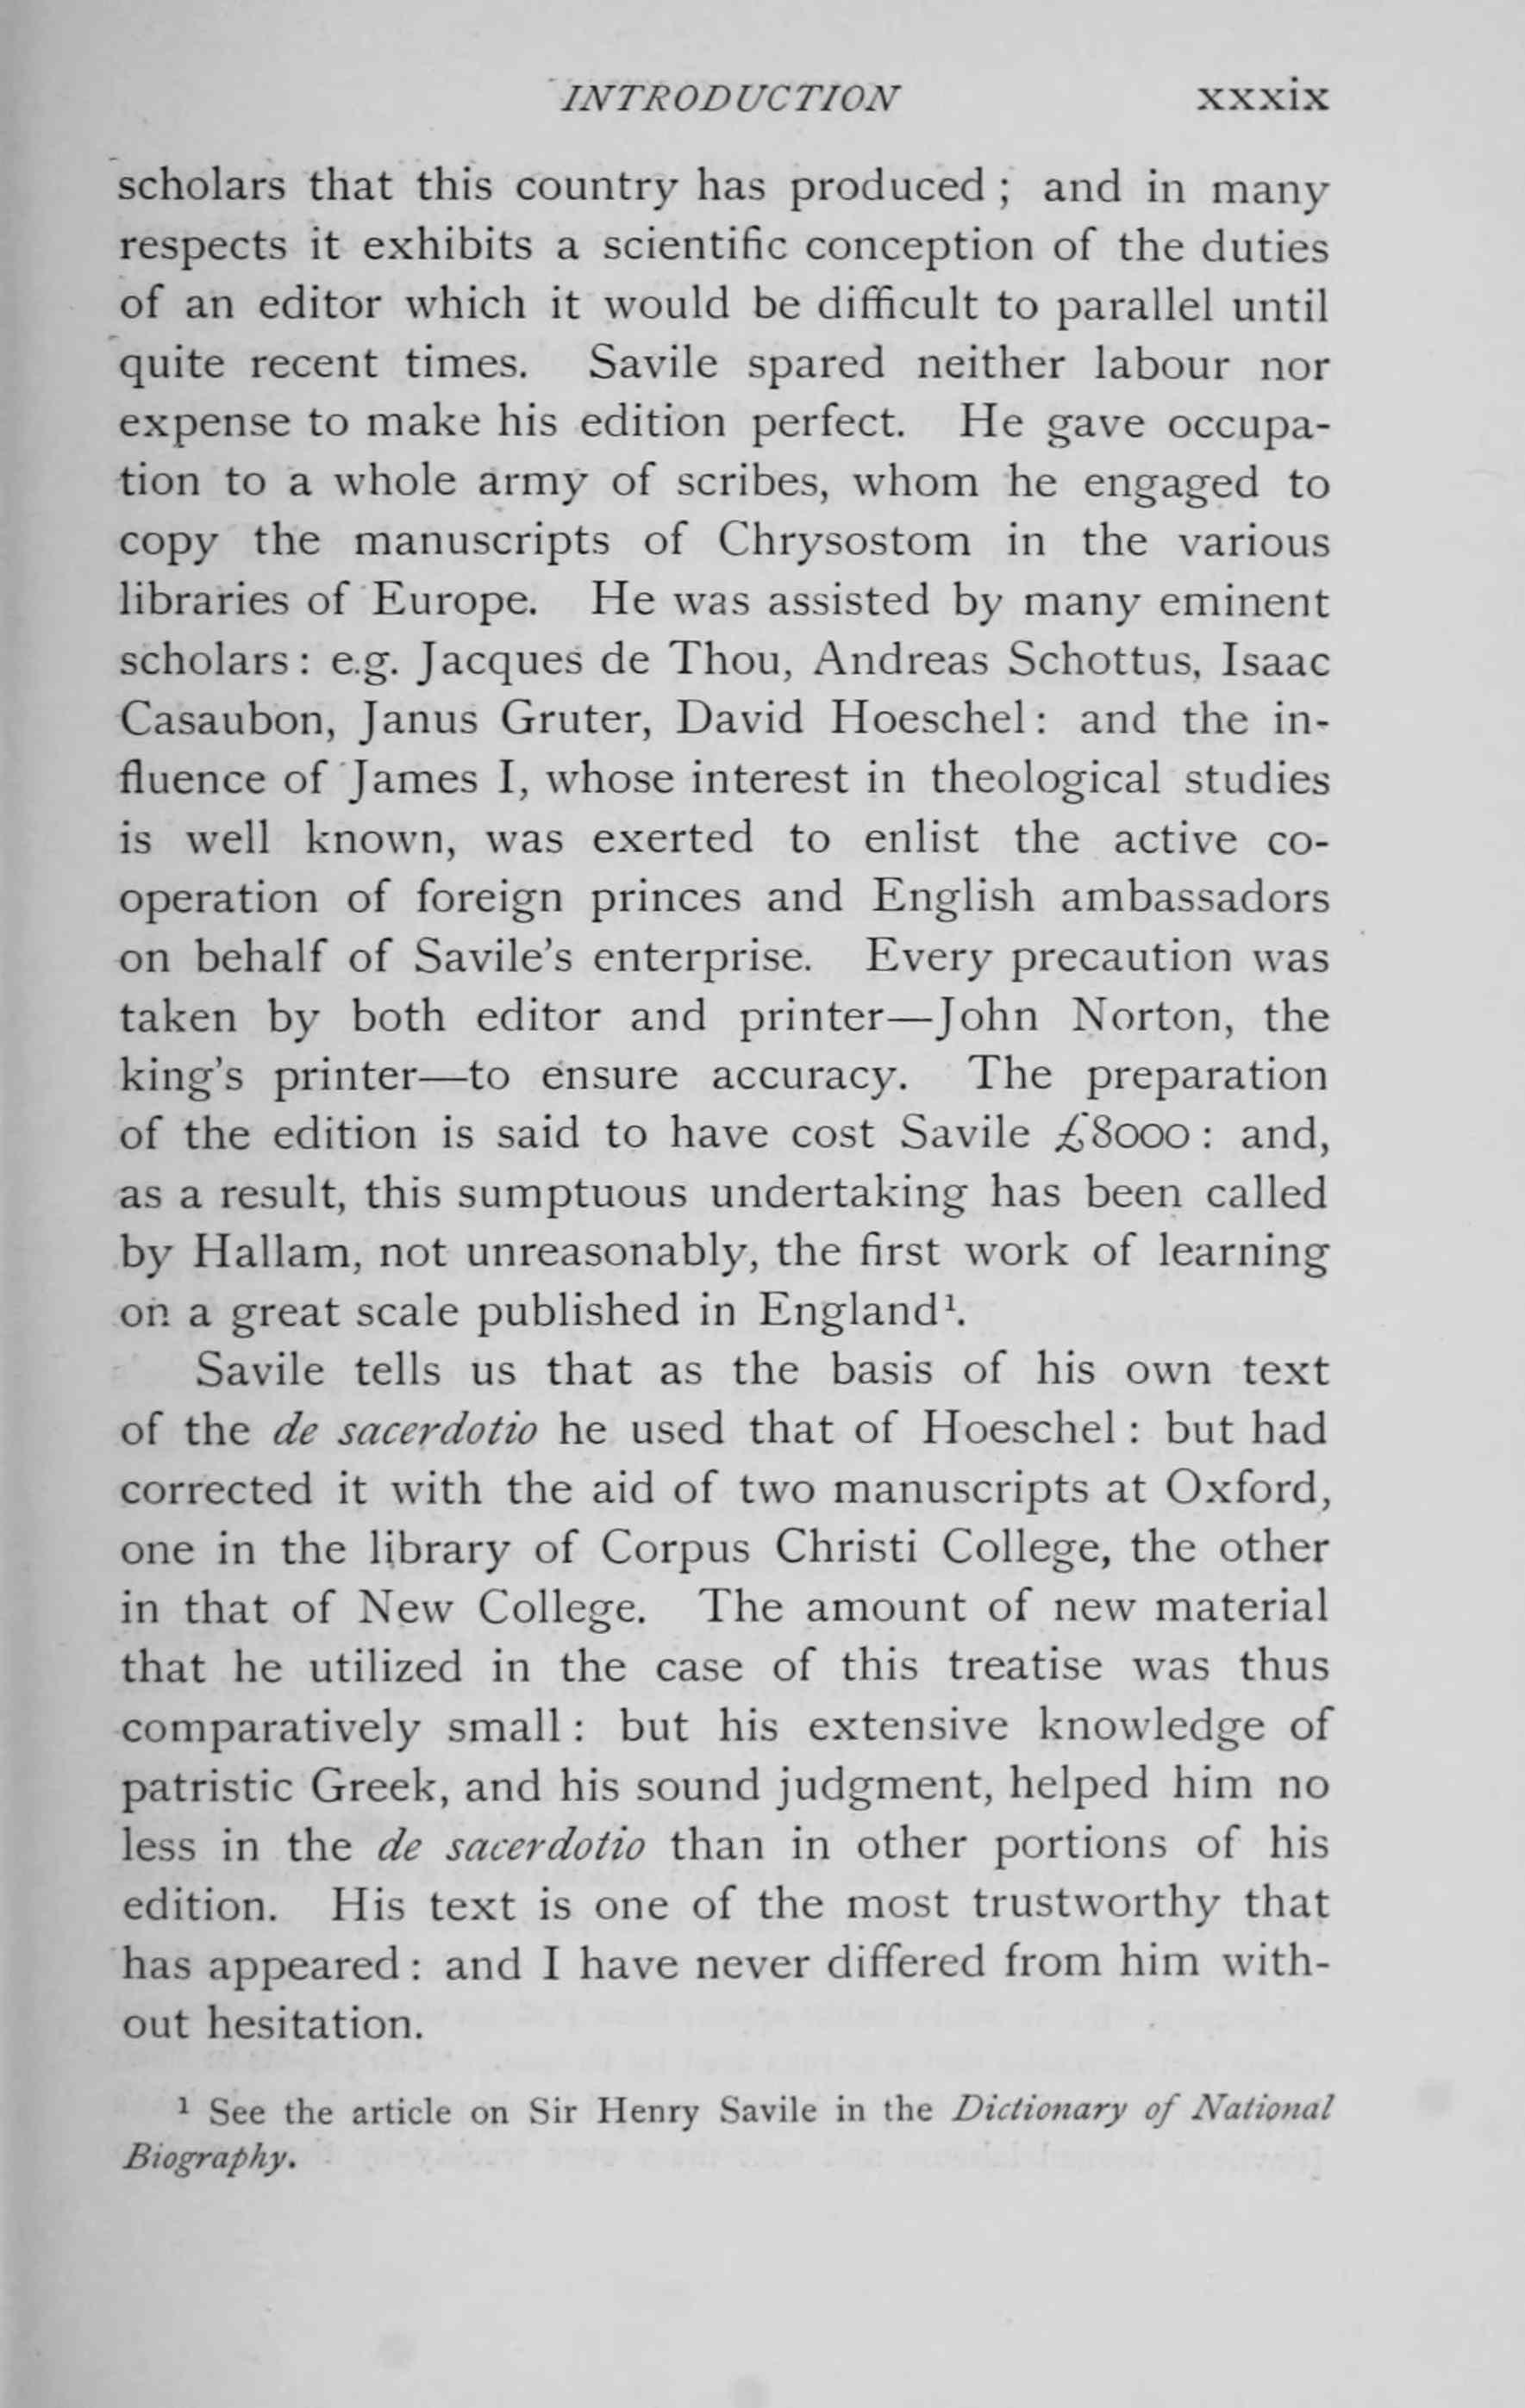 INTRODUCTION xxxix
scholars that this country has produced ; and in many
respects it exhibits a scientific conception of the duties
of an editor which it would be difficult to parallel until
quite recent times. Savile spared neither labour nor
expense to make his edition perfect. He gave occupa-
tion to a whole army of scribes, whom he engaged to
copy the manuscripts of Chrysostom in the various
libraries of Europe. He was assisted by many eminent
scholars : e.g. Jacques de Thou, Andreas Schottus, Isaac
Casaubon, Janus Gruter, David Hoeschel : and the in-
fluence of James I, whose interest in theological studies
is well known, was exerted to enlist the active co-
operation of foreign princes and English ambassadors
on behalf of Savile's enterprise. Every precaution was
taken by both editor and printer—John Norton, the
king's printer—to ensure accuracy. The preparation
of the edition is said to have cost Savile £8000 : and,
as a result, this sumptuous undertaking has been called
by Hallam, not unreasonably, the first work of learning
on a great scale published in England¹.
Savile tells us that as the basis of his own text
of the de sacerdotio he used that of Hoeschel : but had
corrected it with the aid of two manuscripts at Oxford,
one in the library of Corpus Christi College, the other
in that of New College. The amount of new material
that he utilized in the case of this treatise was thus
comparatively small : but his extensive knowledge of
patristic Greek, and his sound judgment, helped him no
less in the de sacerdotio than in other portions of his
edition. His text is one of the most trustworthy that
has appeared : and I have never differed from him with-
out hesitation.
¹ See the article on Sir Henry Savile in the Dictionary of National
Biography.